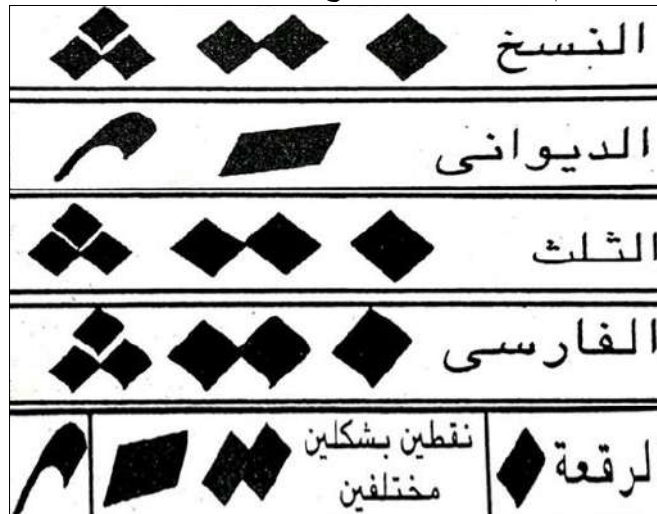 النسخ
الديوانى
الثلث
الفارسى
لرقعة
نقطين بشكلين
مختلفين